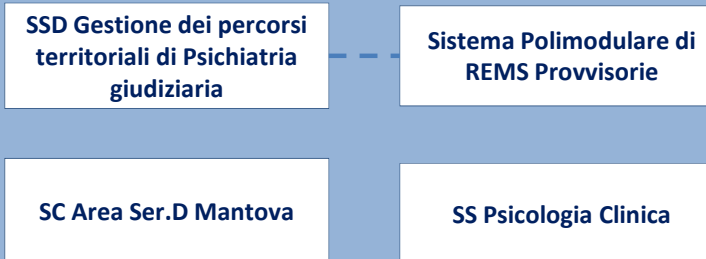 SSD Gestione dei percorsi
territoriali di Psichiatria
giudiziaria
Sistema Polimodulare di
REMS Provvisorie
SC Area Ser.D Mantova
SS Psicologia Clinica